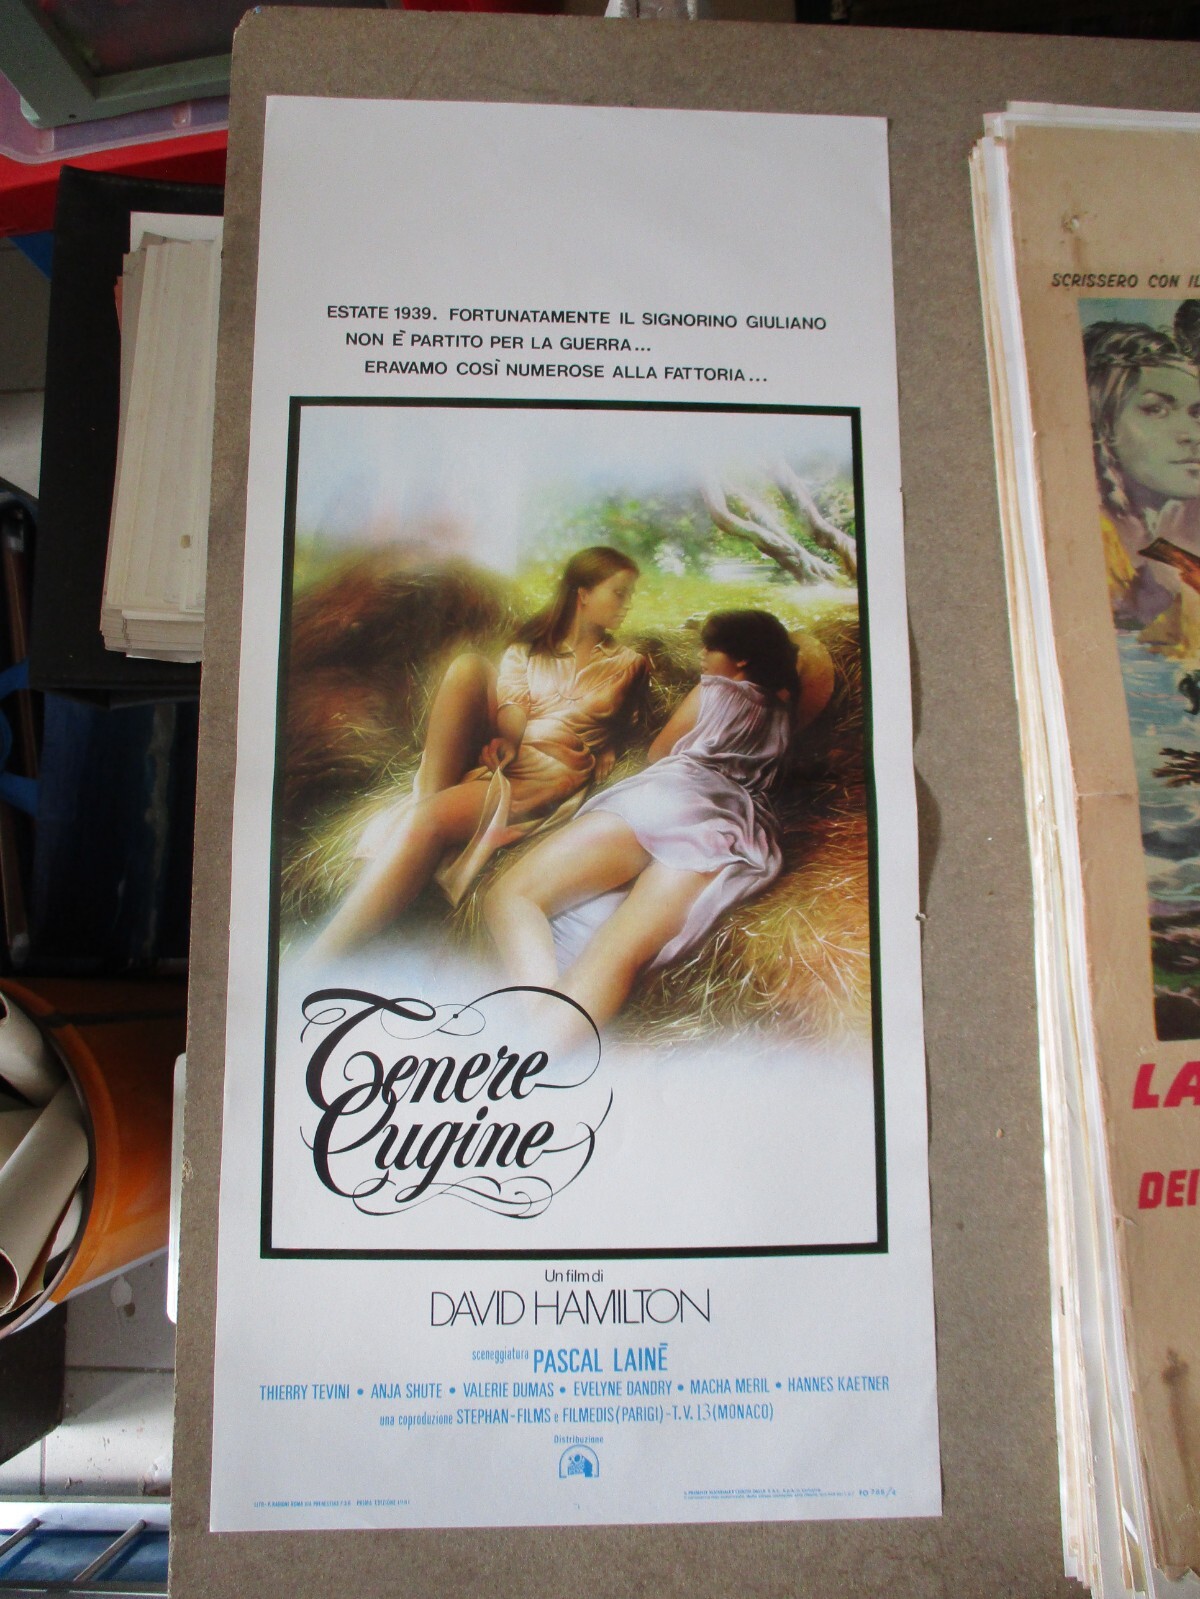 ESTATE 1939. FORTUNATAMENTE IL SIGNORINO GIULIANO
NON È PARTITO PER LA GUERRA...
ERAVAMO COSÌ NUMEROSE ALLA FATTORIA...
Tenere
Cugine
Un film di
DAVID HAMILTON
sceneggiatura PASCAL LAINĒ
THIERRY TEVINI • ANJA SHUTE • VALERIE DUMAS • EVELYNE DANDRY • MACHA MERIL • HANNES KAETNER
una coproduzione STEPHAN-FILMS e FILMEDIS (PARIGI) - T.V. 13 (MONACO)
Distribuzione
SCRISSERO CON IL
LA
DEI